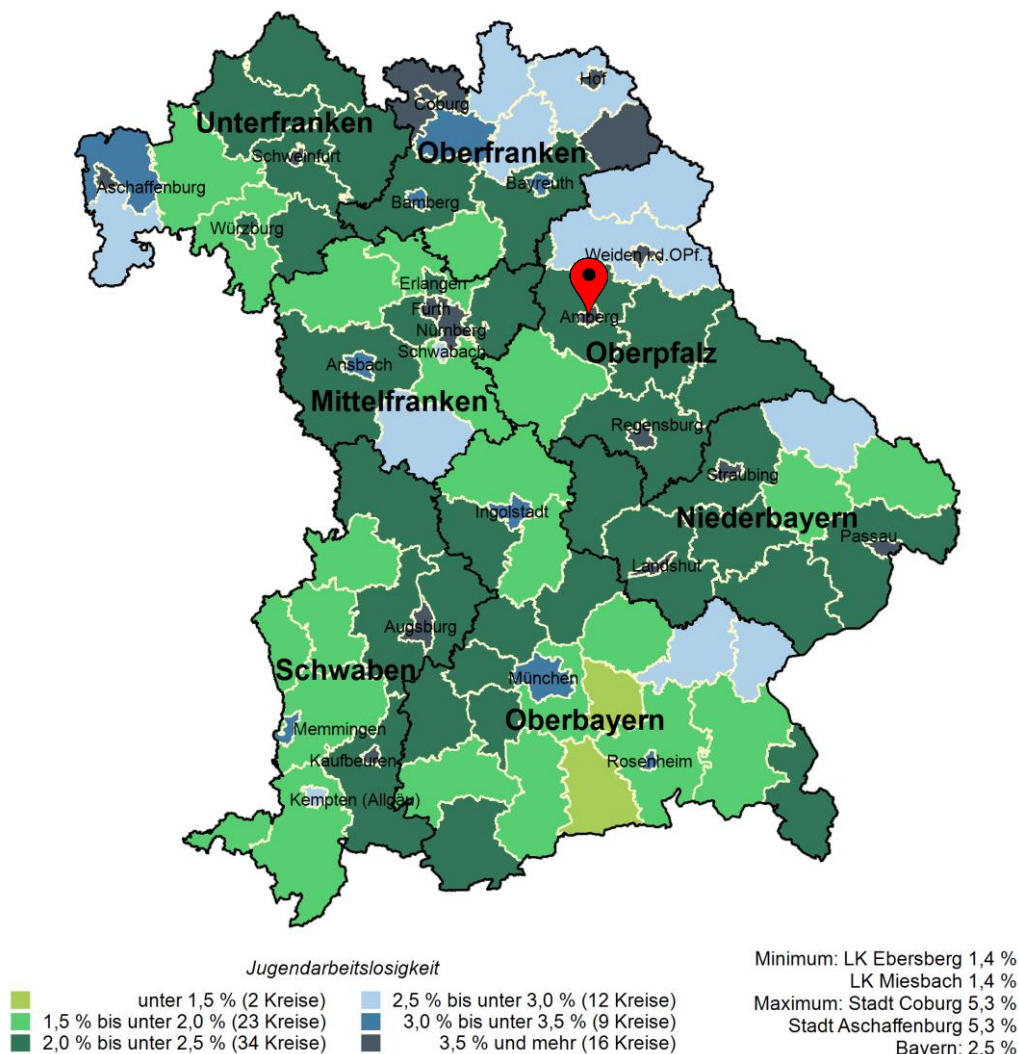 Hof
Coburg
Unterfranken
Oberfranken
Schweinfurt
Aschaffenburg
Bayreuth
Bamberg
Würzburg
Weiden i.d.OPf.
Erlangen
Fürth
Amberg
Nürnberg
Schwabach
Oberpfalz
Ansbach
Mittelfranken
Regensburg
Straubing
Ingolstadt
Niederbayern
Passau
Landshut
Augsburg
Schwaben
München
Oberbayern
Memmingen
Kaufbeuren
Rosenheim
Kempten (Allgäu)
Jugendarbeitslosigkeit
unter 1,5 % (2 Kreise)
1,5 % bis unter 2,0 % (23 Kreise)
2,0 % bis unter 2,5 % (34 Kreise)
2,5 % bis unter 3,0 % (12 Kreise)
3,0 % bis unter 3,5 % (9 Kreise)
3,5 % und mehr (16 Kreise)
Minimum: LK Ebersberg 1,4 %
LK Miesbach 1,4 %
Maximum: Stadt Coburg 5,3 %
Stadt Aschaffenburg 5,3 %
Bayern: 2,5 %